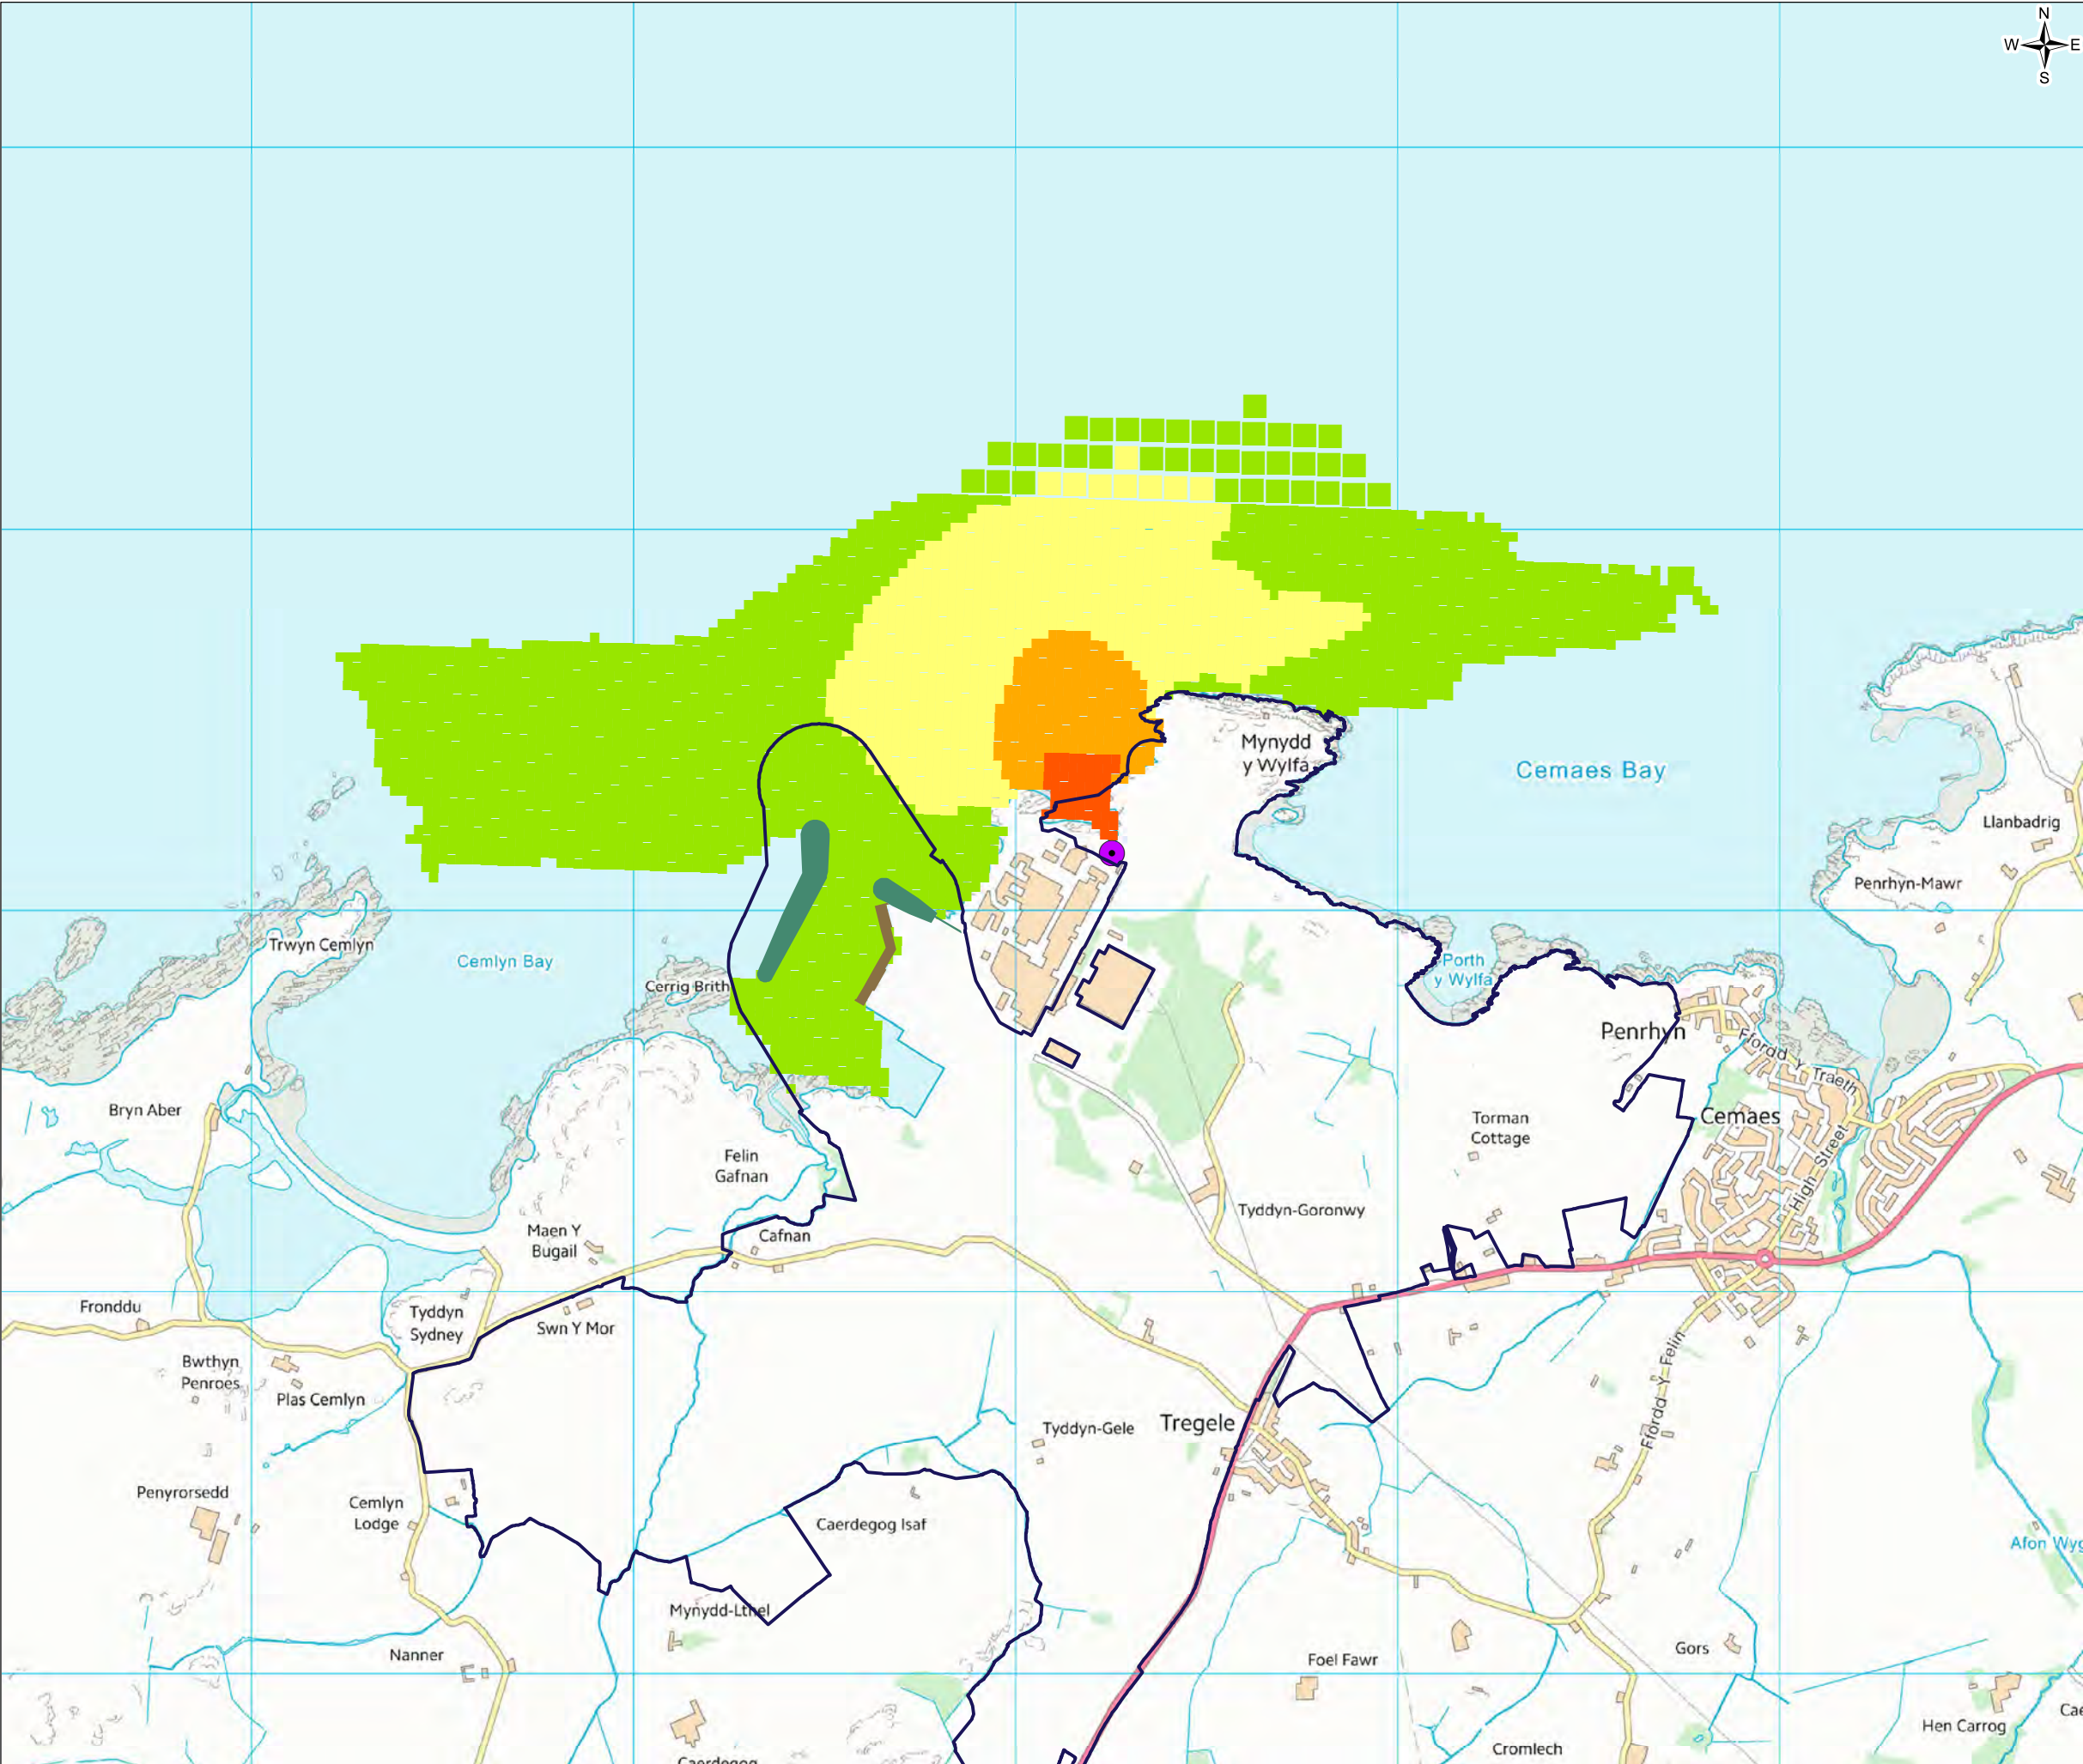 N
W E
S
Mynydd
y Wylfa
Cemaes Bay
Llanbadrig
Penrhyn-Mawr
Trwyn Cemlyn
Cemlyn Bay
Cerrig Brith
Porth
y Wylfa
Penrhyn
Ffordd Y Traeth
Bryn Aber
Cemaes
Torman
Cottage
High Street
Felin
Gafnan
Tyddyn-Goronwy
Maen Y
Bugail
Cafnan
Fronddu
Tyddyn
Sydney
Swn Y Mor
Bwthyn
Penroes
Plas Cemlyn
Ffordd Y Felin
Tyddyn-Gele
Tregele
Penyrorsedd
Cemlyn
Lodge
Caerdegog Isaf
Afon Wyg
Mynydd-Lthel
Nanner
Foel Fawr
Gors
Hen Carrog
Cae
Cromlech
Caerdegog